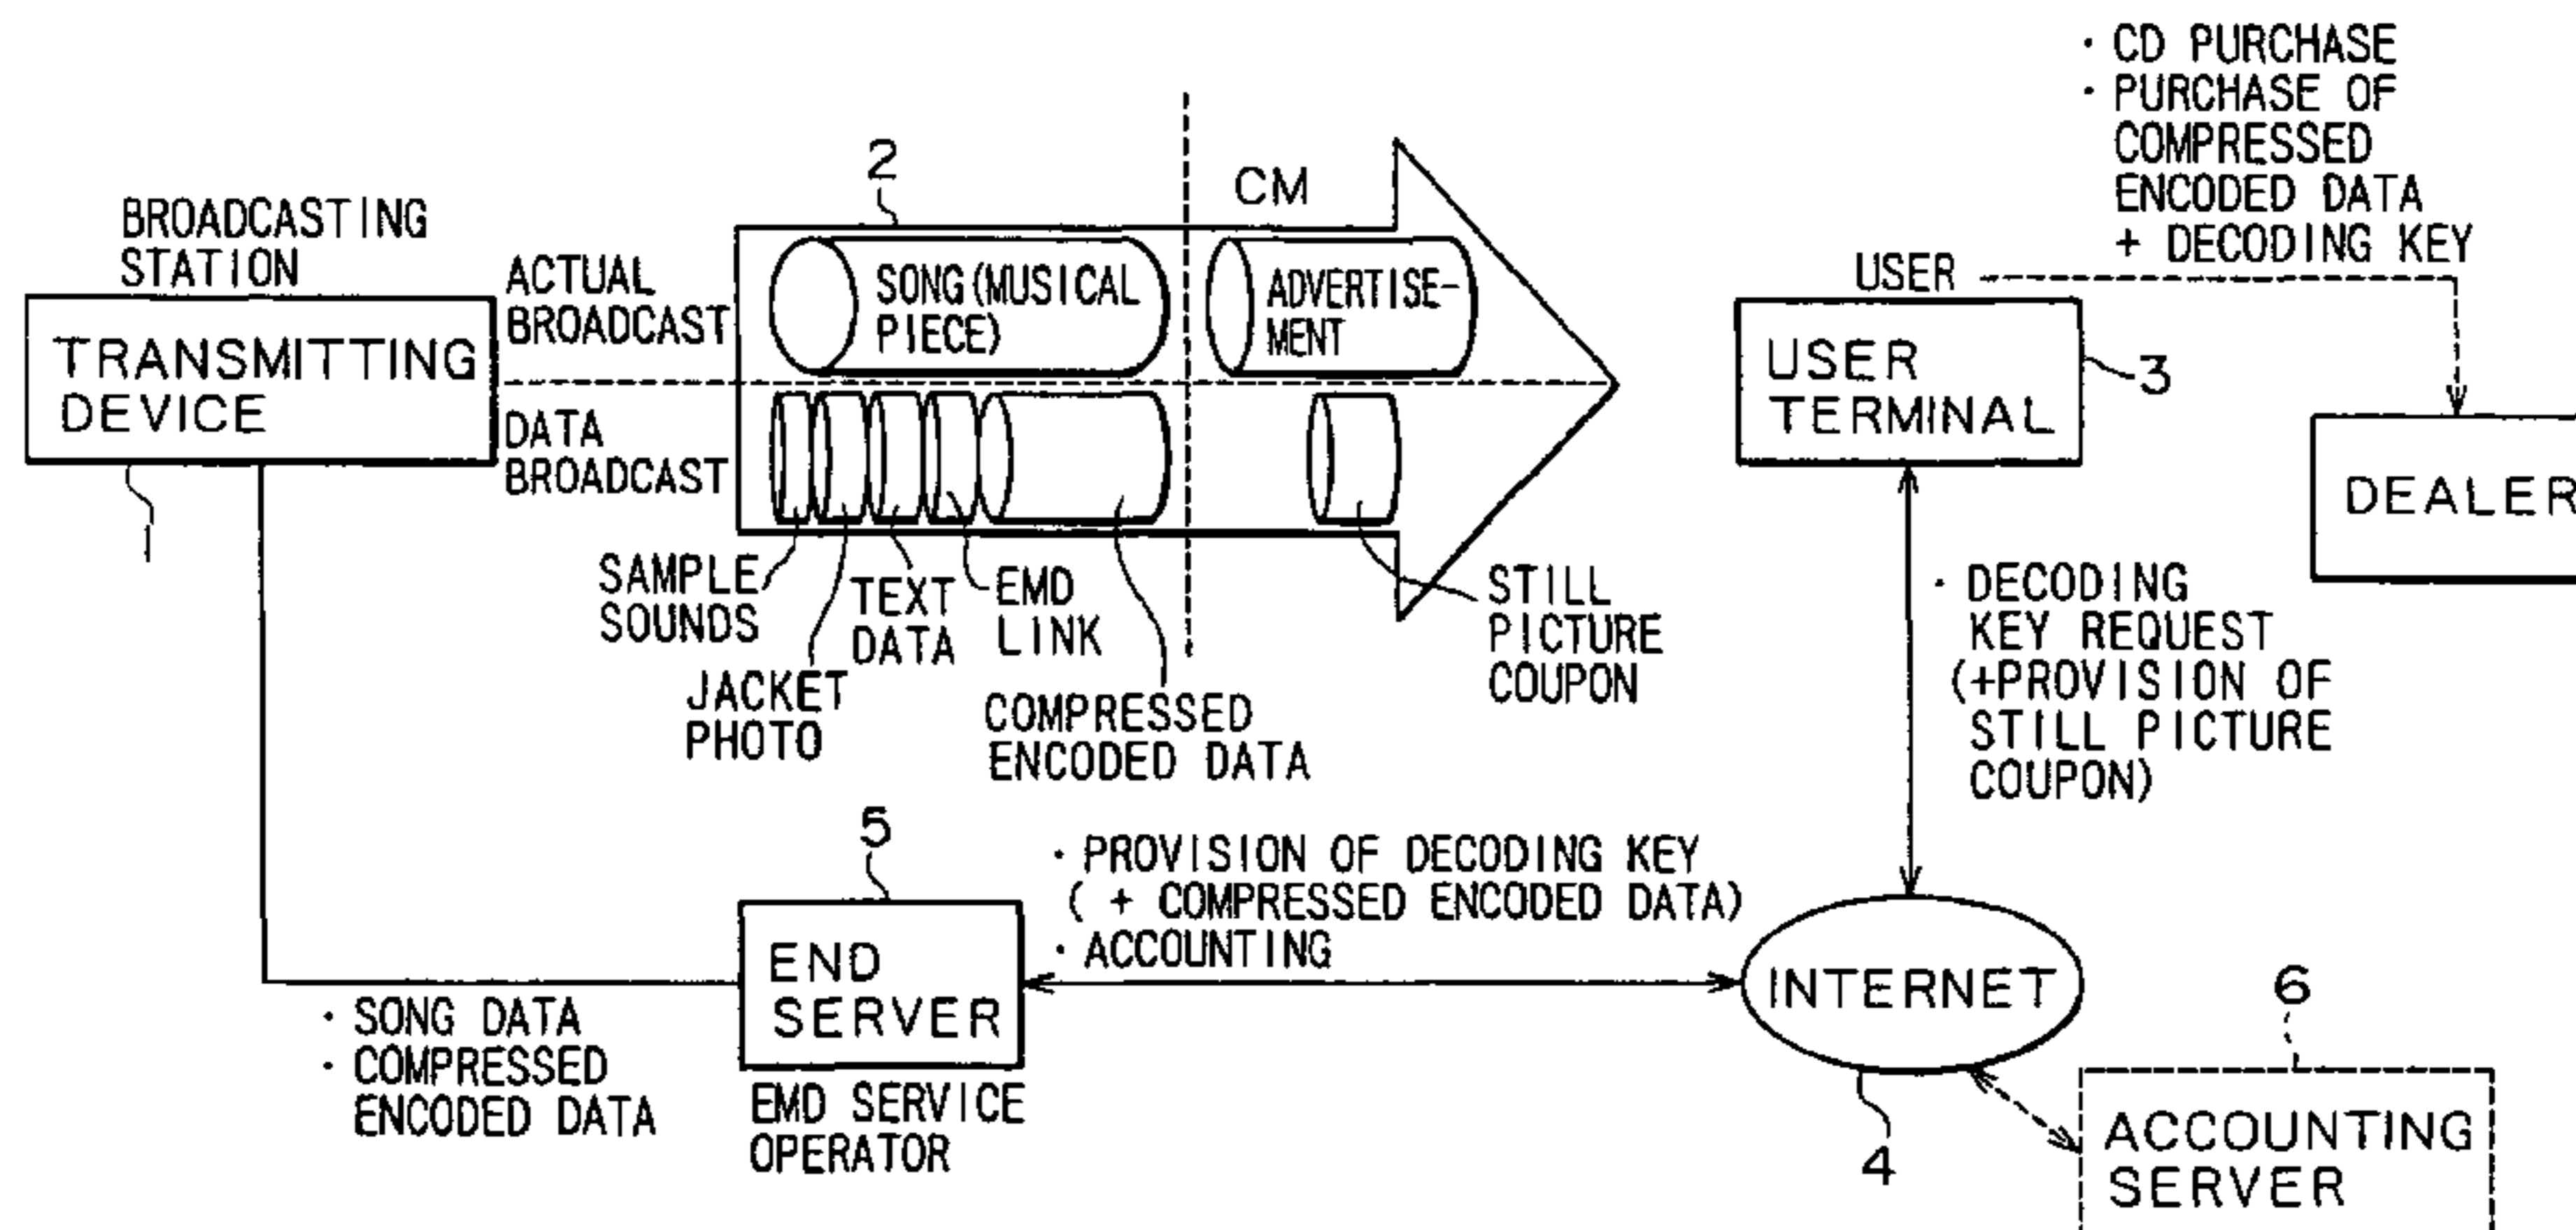 · CD PURCHASE
· PURCHASE OF
COMPRESSED
ENCODED DATA
+ DECODING KEY
2
CM
BROADCASTING
STATION
ACTUAL
BROADCAST
SONG(MUSICAL
PIECE)
ADVERTISE-
MENT
USER
TRANSMITTING
DEVICE
USER
TERMINAL
3
DATA
BROADCAST
DEALER
1
SAMPLE
SOUNDS
TEXT
DATA
EMD
LINK
STILL
PICTURE
COUPON
JACKET
PHOTO
COMPRESSED
ENCODED DATA
· DECODING
KEY REQUEST
(+PROVISION OF
STILL PICTURE
COUPON)
5
· PROVISION OF DECODING KEY
( + COMPRESSED ENCODED DATA)
· ACCOUNTING
END
SERVER
INTERNET
6
· SONG DATA
· COMPRESSED
ENCODED DATA
EMD SERVICE
OPERATOR
4
ACCOUNTING
SERVER